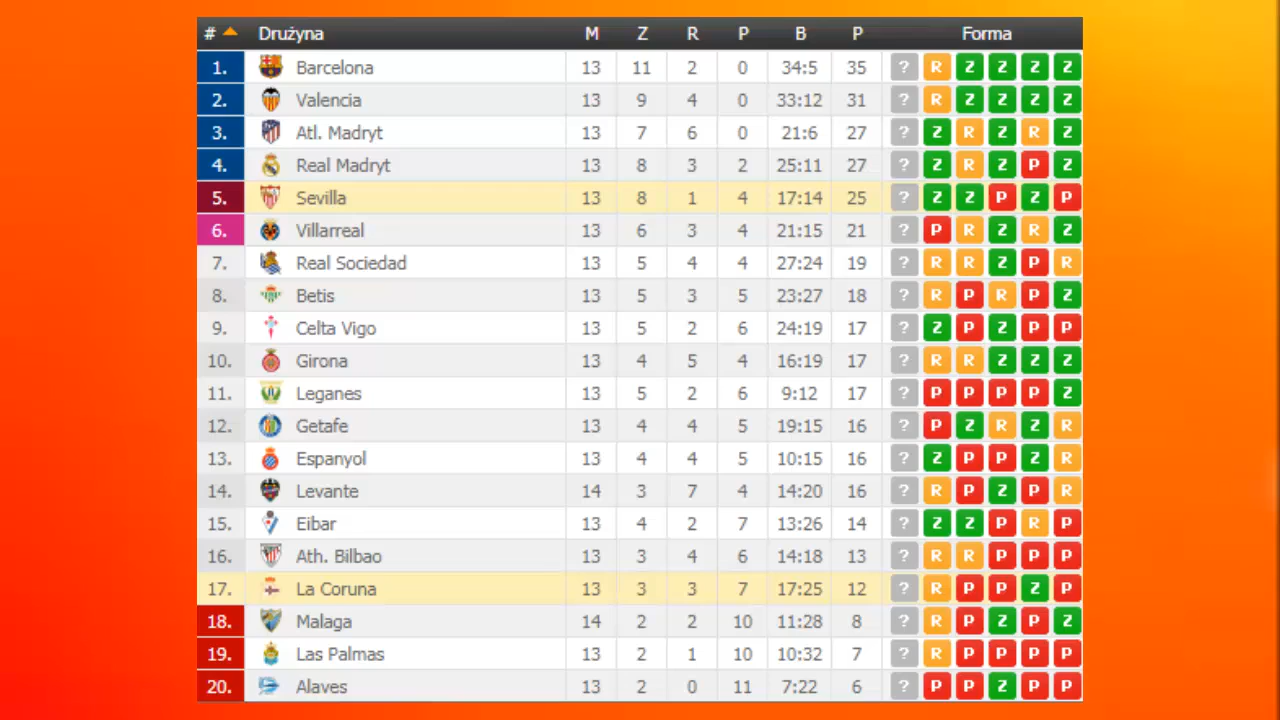 # Drużyna M Z R P B P Forma
1. Barcelona 13 11 2 0 34:5 35 ? R Z Z Z Z
2. Valencia 13 9 4 0 33:12 31 ? R Z Z Z Z
3. Atl. Madryt 13 7 6 0 21:6 27 ? Z R Z R Z
4. Real Madryt 13 8 3 2 25:11 27 ? Z R Z P Z
5. Sevilla 13 8 1 4 17:14 25 ? Z Z P Z P
6. Villarreal 13 6 3 4 21:15 21 ? P R Z R Z
7. Real Sociedad 13 5 4 4 27:24 19 ? R R Z P R
8. Betis 13 5 3 5 23:27 18 ? R P R P Z
9. Celta Vigo 13 5 2 6 24:19 17 ? Z P Z P P
10. Girona 13 4 5 4 16:19 17 ? R R Z Z Z
11. Leganes 13 5 2 6 9:12 17 ? P P P P Z
12. Getafe 13 4 4 5 19:15 16 ? P Z R Z R
13. Espanyol 13 4 4 5 10:15 16 ? Z P P Z R
14. Levante 14 3 7 4 14:20 16 ? R P Z P R
15. Eibar 13 4 2 7 13:26 14 ? Z Z P R P
16. Ath. Bilbao 13 3 4 6 14:18 13 ? R R P P P
17. La Coruna 13 3 3 7 17:25 12 ? R P P Z P
18. Malaga 14 2 2 10 11:28 8 ? R P Z P Z
19. Las Palmas 13 2 1 10 10:32 7 ? R P P P P
20. Alaves 13 2 0 11 7:22 6 ? P P Z P P